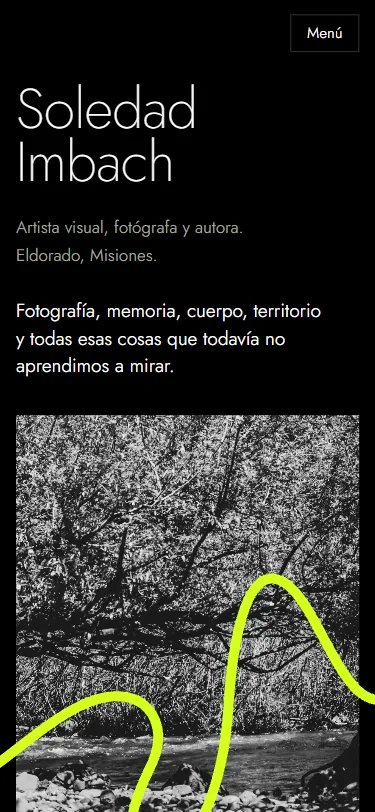 Menú
Soledad
Imbach
Artista visual, fotógrafa y autora.
Eldorado, Misiones.
Fotografía, memoria, cuerpo, territorio
y todas esas cosas que todavía no
aprendimos a mirar.